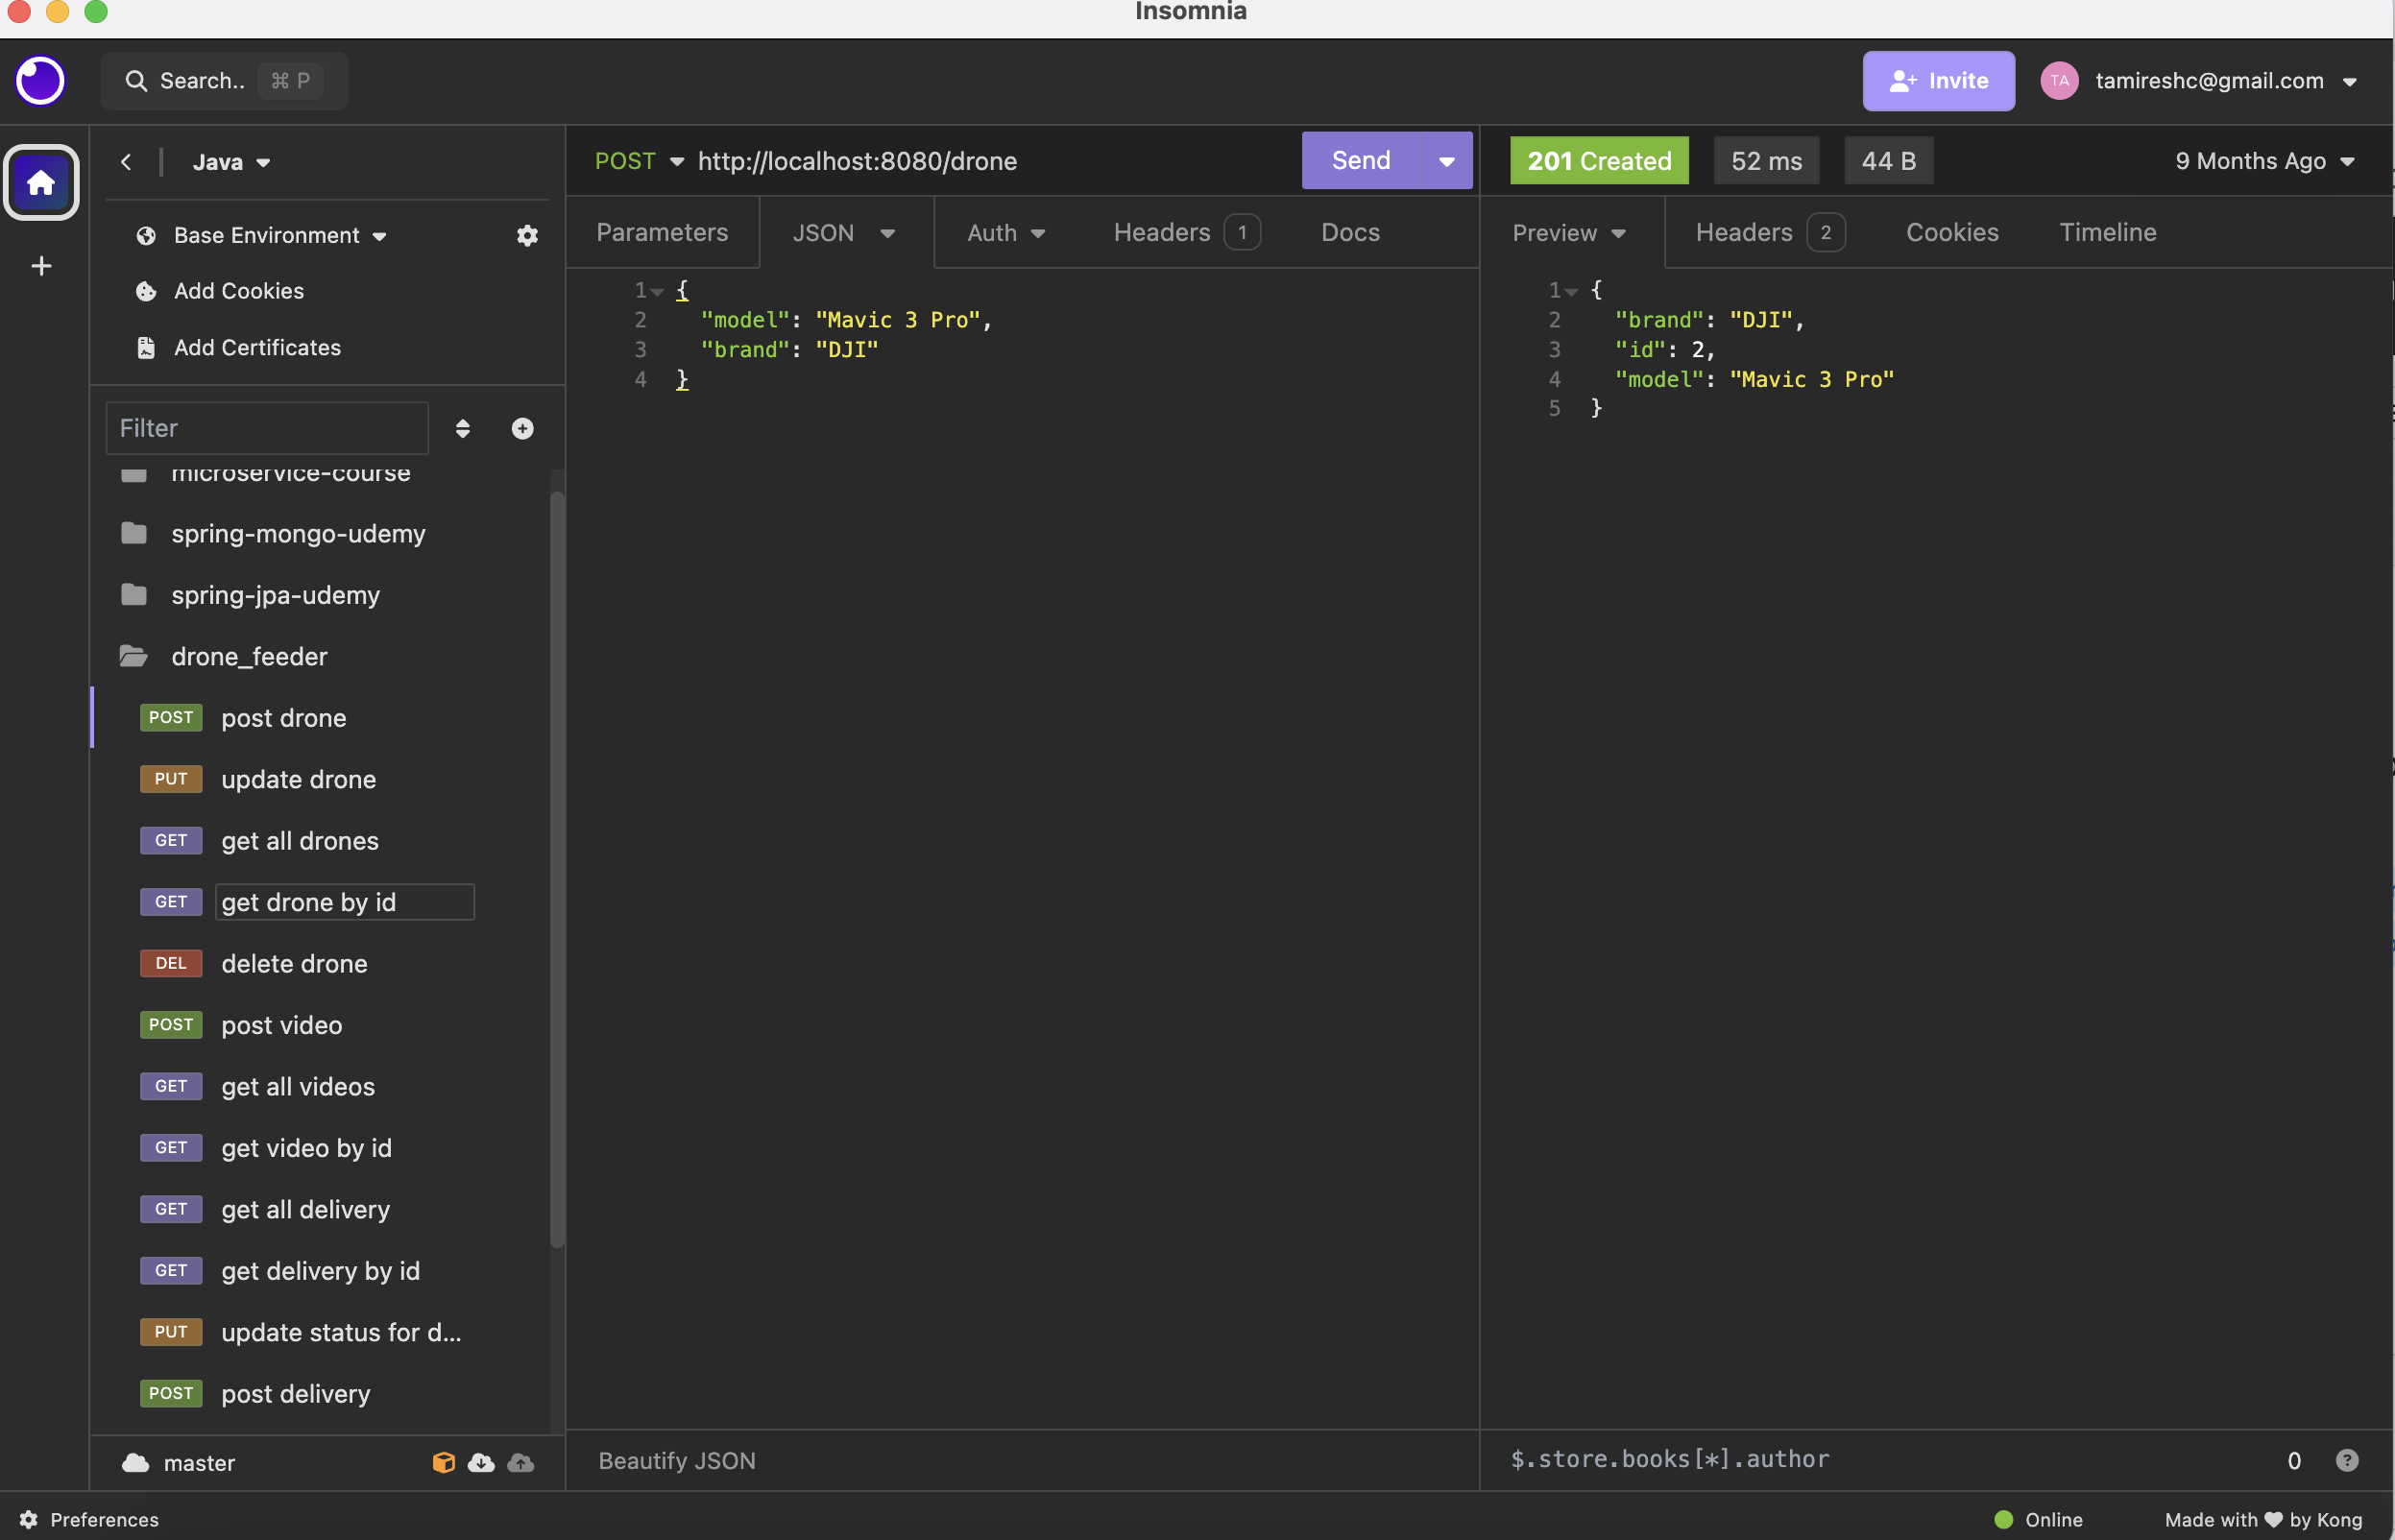 Insomnia
Search.. ⌘ P
Invite
TA
tamireshc@gmail.com
Java
Base Environment
Add Cookies
Add Certificates
Filter
microservice-course
spring-mongo-udemy
spring-jpa-udemy
drone_feeder
POST post drone
PUT update drone
GET get all drones
GET get drone by id
DEL delete drone
POST post video
GET get all videos
GET get video by id
GET get all delivery
GET get delivery by id
PUT update status for d...
POST post delivery
master
POST http://localhost:8080/drone
Send
Parameters JSON Auth Headers 1 Docs
1 {
2 "model": "Mavic 3 Pro",
3 "brand": "DJI"
4 }
Beautify JSON
201 Created 52 ms 44 B 9 Months Ago
Preview Headers 2 Cookies Timeline
1 {
2 "brand": "DJI",
3 "id": 2,
4 "model": "Mavic 3 Pro"
5 }
$.store.books[*].author 0 ?
Preferences
Online
Made with ♥ by Kong